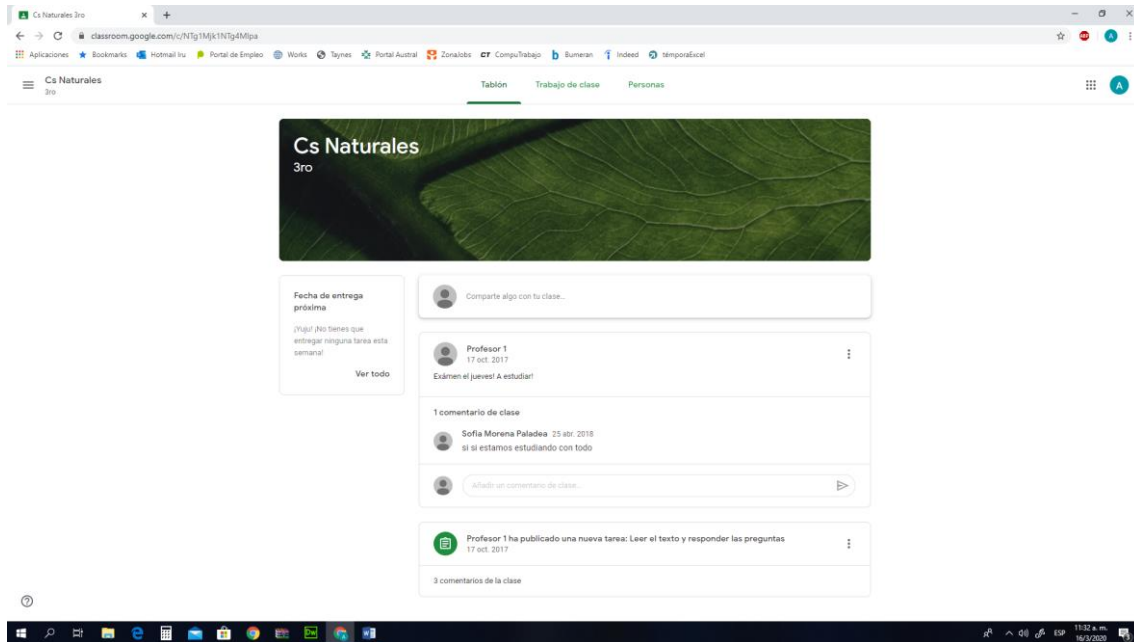 Cs Naturales 3ro
classroom.google.com/c/NTg1Mjk1NTg4Mlpa
Aplicaciones Bookmarks Hotmail Iru Portal de Empleo Works Taynes Portal Austral ZonaJobs CT CompuTrabajo Bumeran Indeed témporaExcel
Cs Naturales
3ro
Tablón Trabajo de clase Personas
A
Cs Naturales
3ro
Fecha de entrega
próxima
¡Yuju! ¡No tienes que
entregar ninguna tarea esta
semana!
Ver todo
Comparte algo con tu clase...
Profesor 1
17 oct. 2017
Exámen el jueves! A estudiar!
1 comentario de clase
Sofía Morena Paladea 25 abr. 2018
si si estamos estudiando con todo
Añadir un comentario de clase...
Profesor 1 ha publicado una nueva tarea: Leer el texto y responder las preguntas
17 oct. 2017
3 comentarios de la clase
ESP
11:32 a. m.
16/3/2020